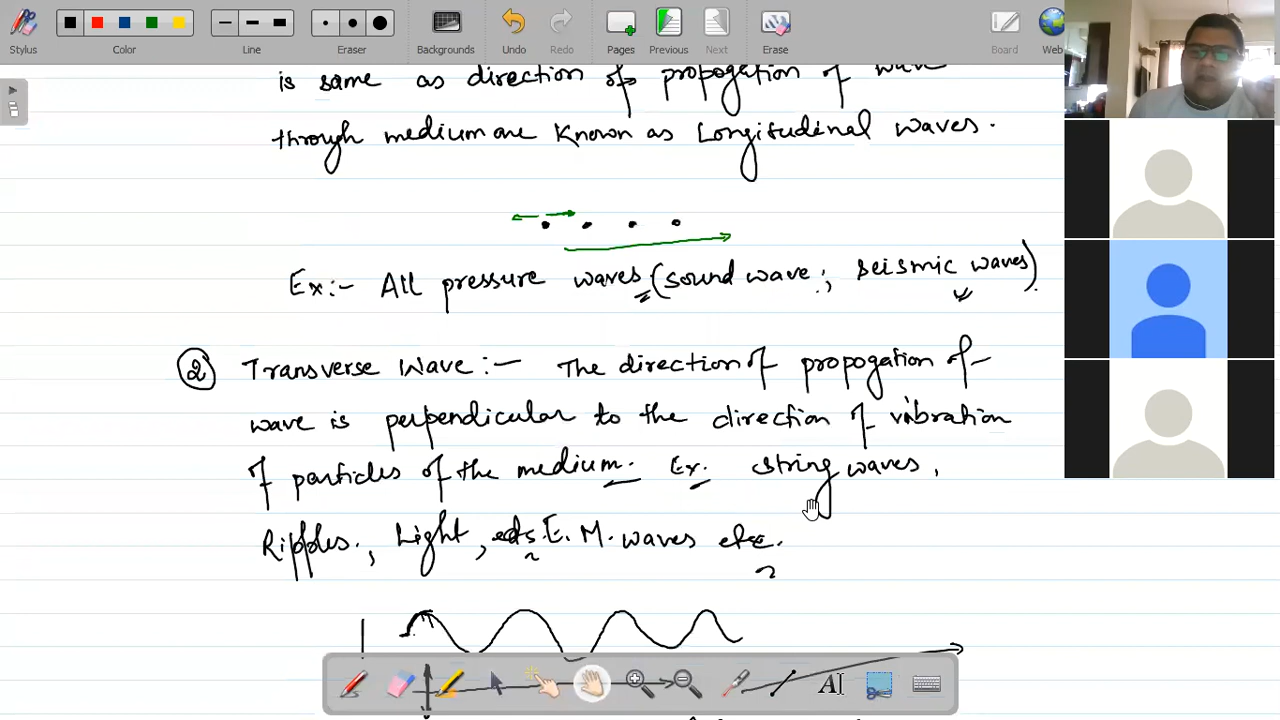 Stylus
Color
Line
Eraser
Backgrounds
Undo
Redo
Pages
Previous
Next
Erase
Board
Web
is same as direction of propogation of wave
through medium are Known as Longitudinal waves.
Ex:- All pressure waves (sound wave ; seismic waves).
② Transverse Wave :- The direction of propogation of
wave is perpendicular to the direction of vibration
of particles of the medium. Ex. string waves,
Ripples, Light, E. M. waves etc.
A